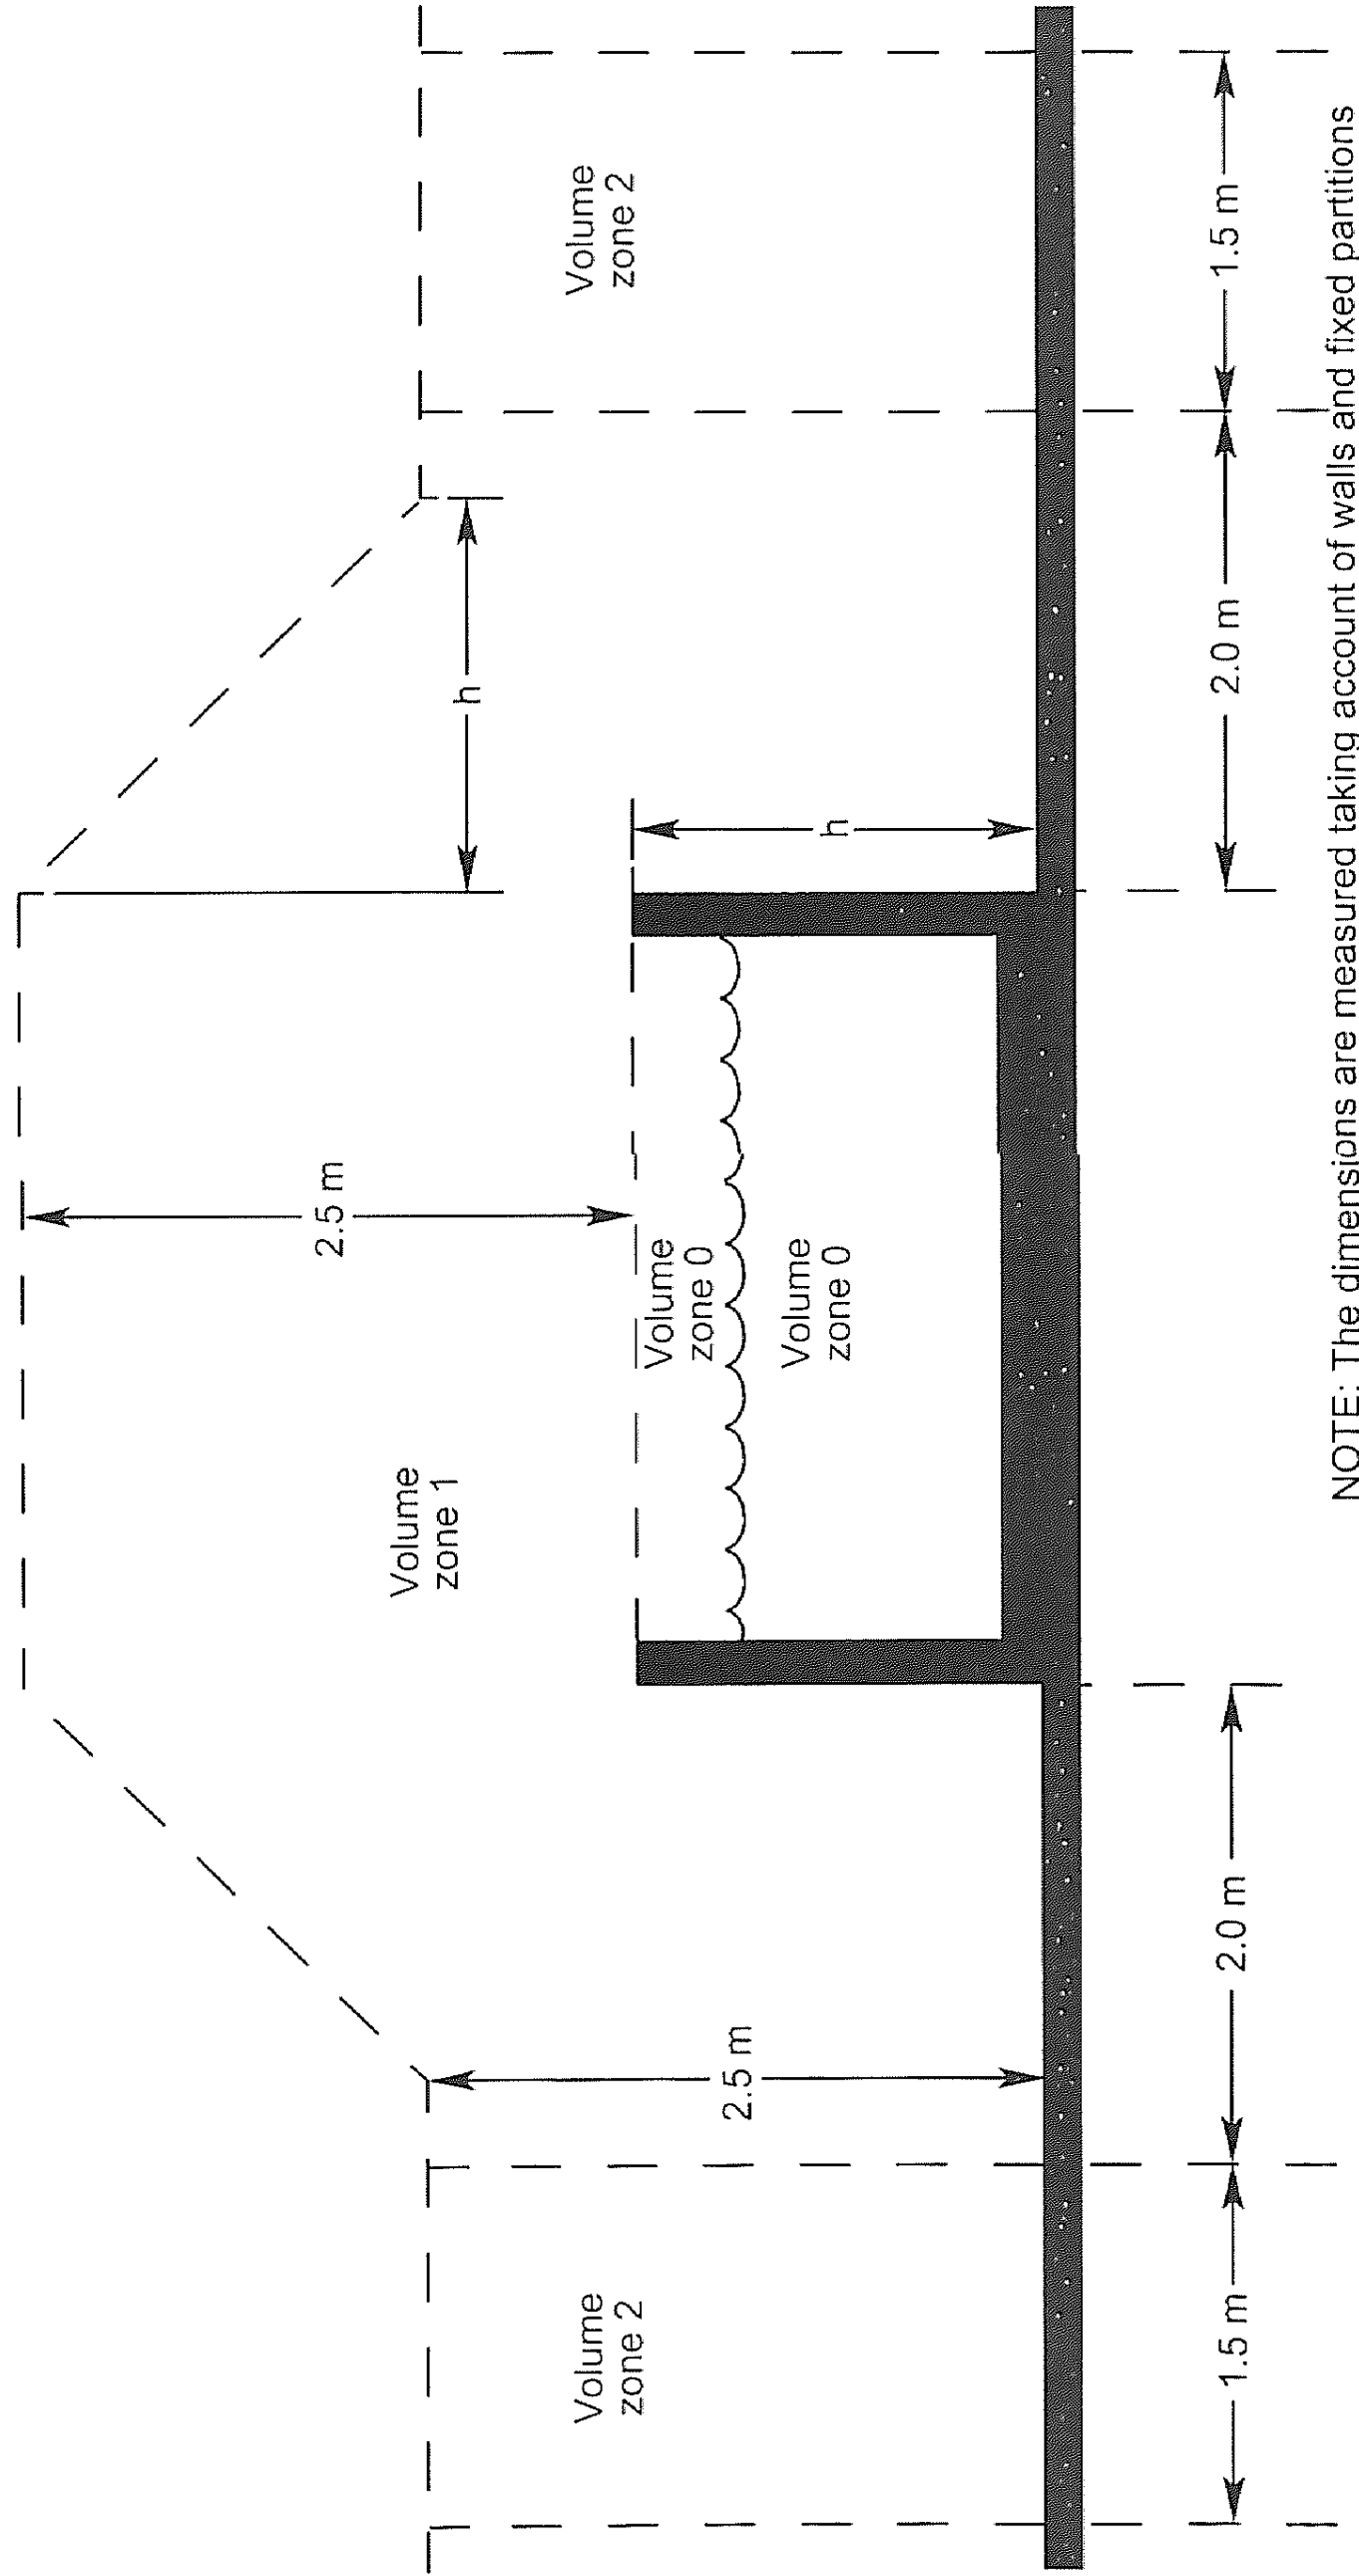 2.5 m
h
Volume
zone 1
Volume
zone 2
Volume
zone 2
Volume
zone 0
Volume
zone 0
h
2.5 m
1.5 m
2.0 m
2.0 m
1.5 m
NOTE: The dimensions are measured taking account of walls and fixed partitions